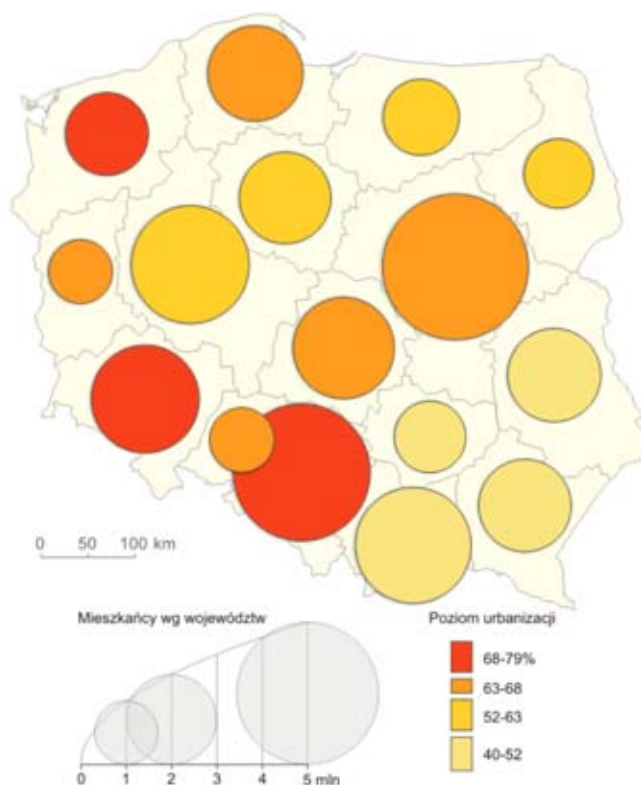 0 50 100 km
Mieszkańcy wg województw
0 1 2 3 4 5 mln
Poziom urbanizacji
68-79%
63-68
52-63
40-52